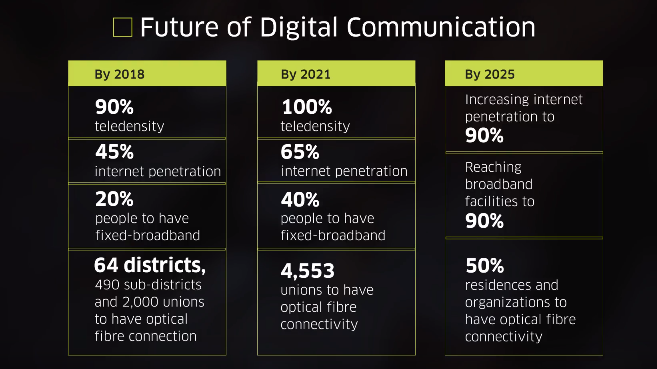 Future of Digital Communication
By 2018
90%
teledensity
45%
internet penetration
20%
people to have
fixed-broadband
64 districts,
490 sub-districts
and 2,000 unions
to have optical
fibre connection
By 2021
100%
teledensity
65%
internet penetration
40%
people to have
fixed-broadband
4,553
unions to have
optical fibre
connectivity
By 2025
Increasing internet
penetration to
90%
Reaching
broadband
facilities to
90%
50%
residences and
organizations to
have optical fibre
connectivity